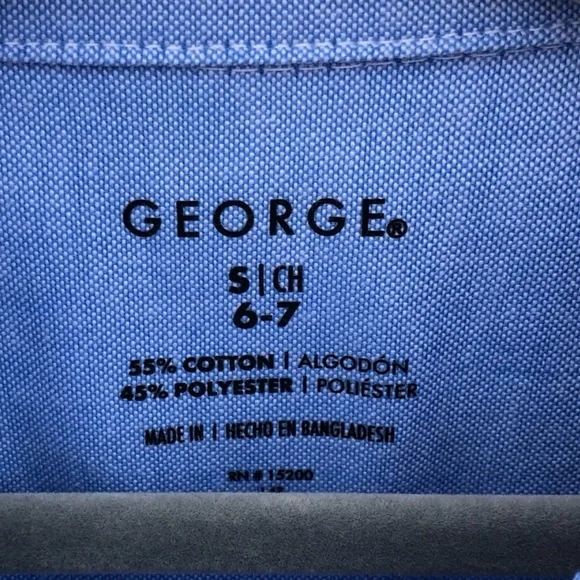 GEORGE®
S | CH
6-7
55% COTTON | ALGODÓN
45% POLYESTER | POLIÉSTER
MADE IN | HECHO EN BANGLADESH
RN # 15200